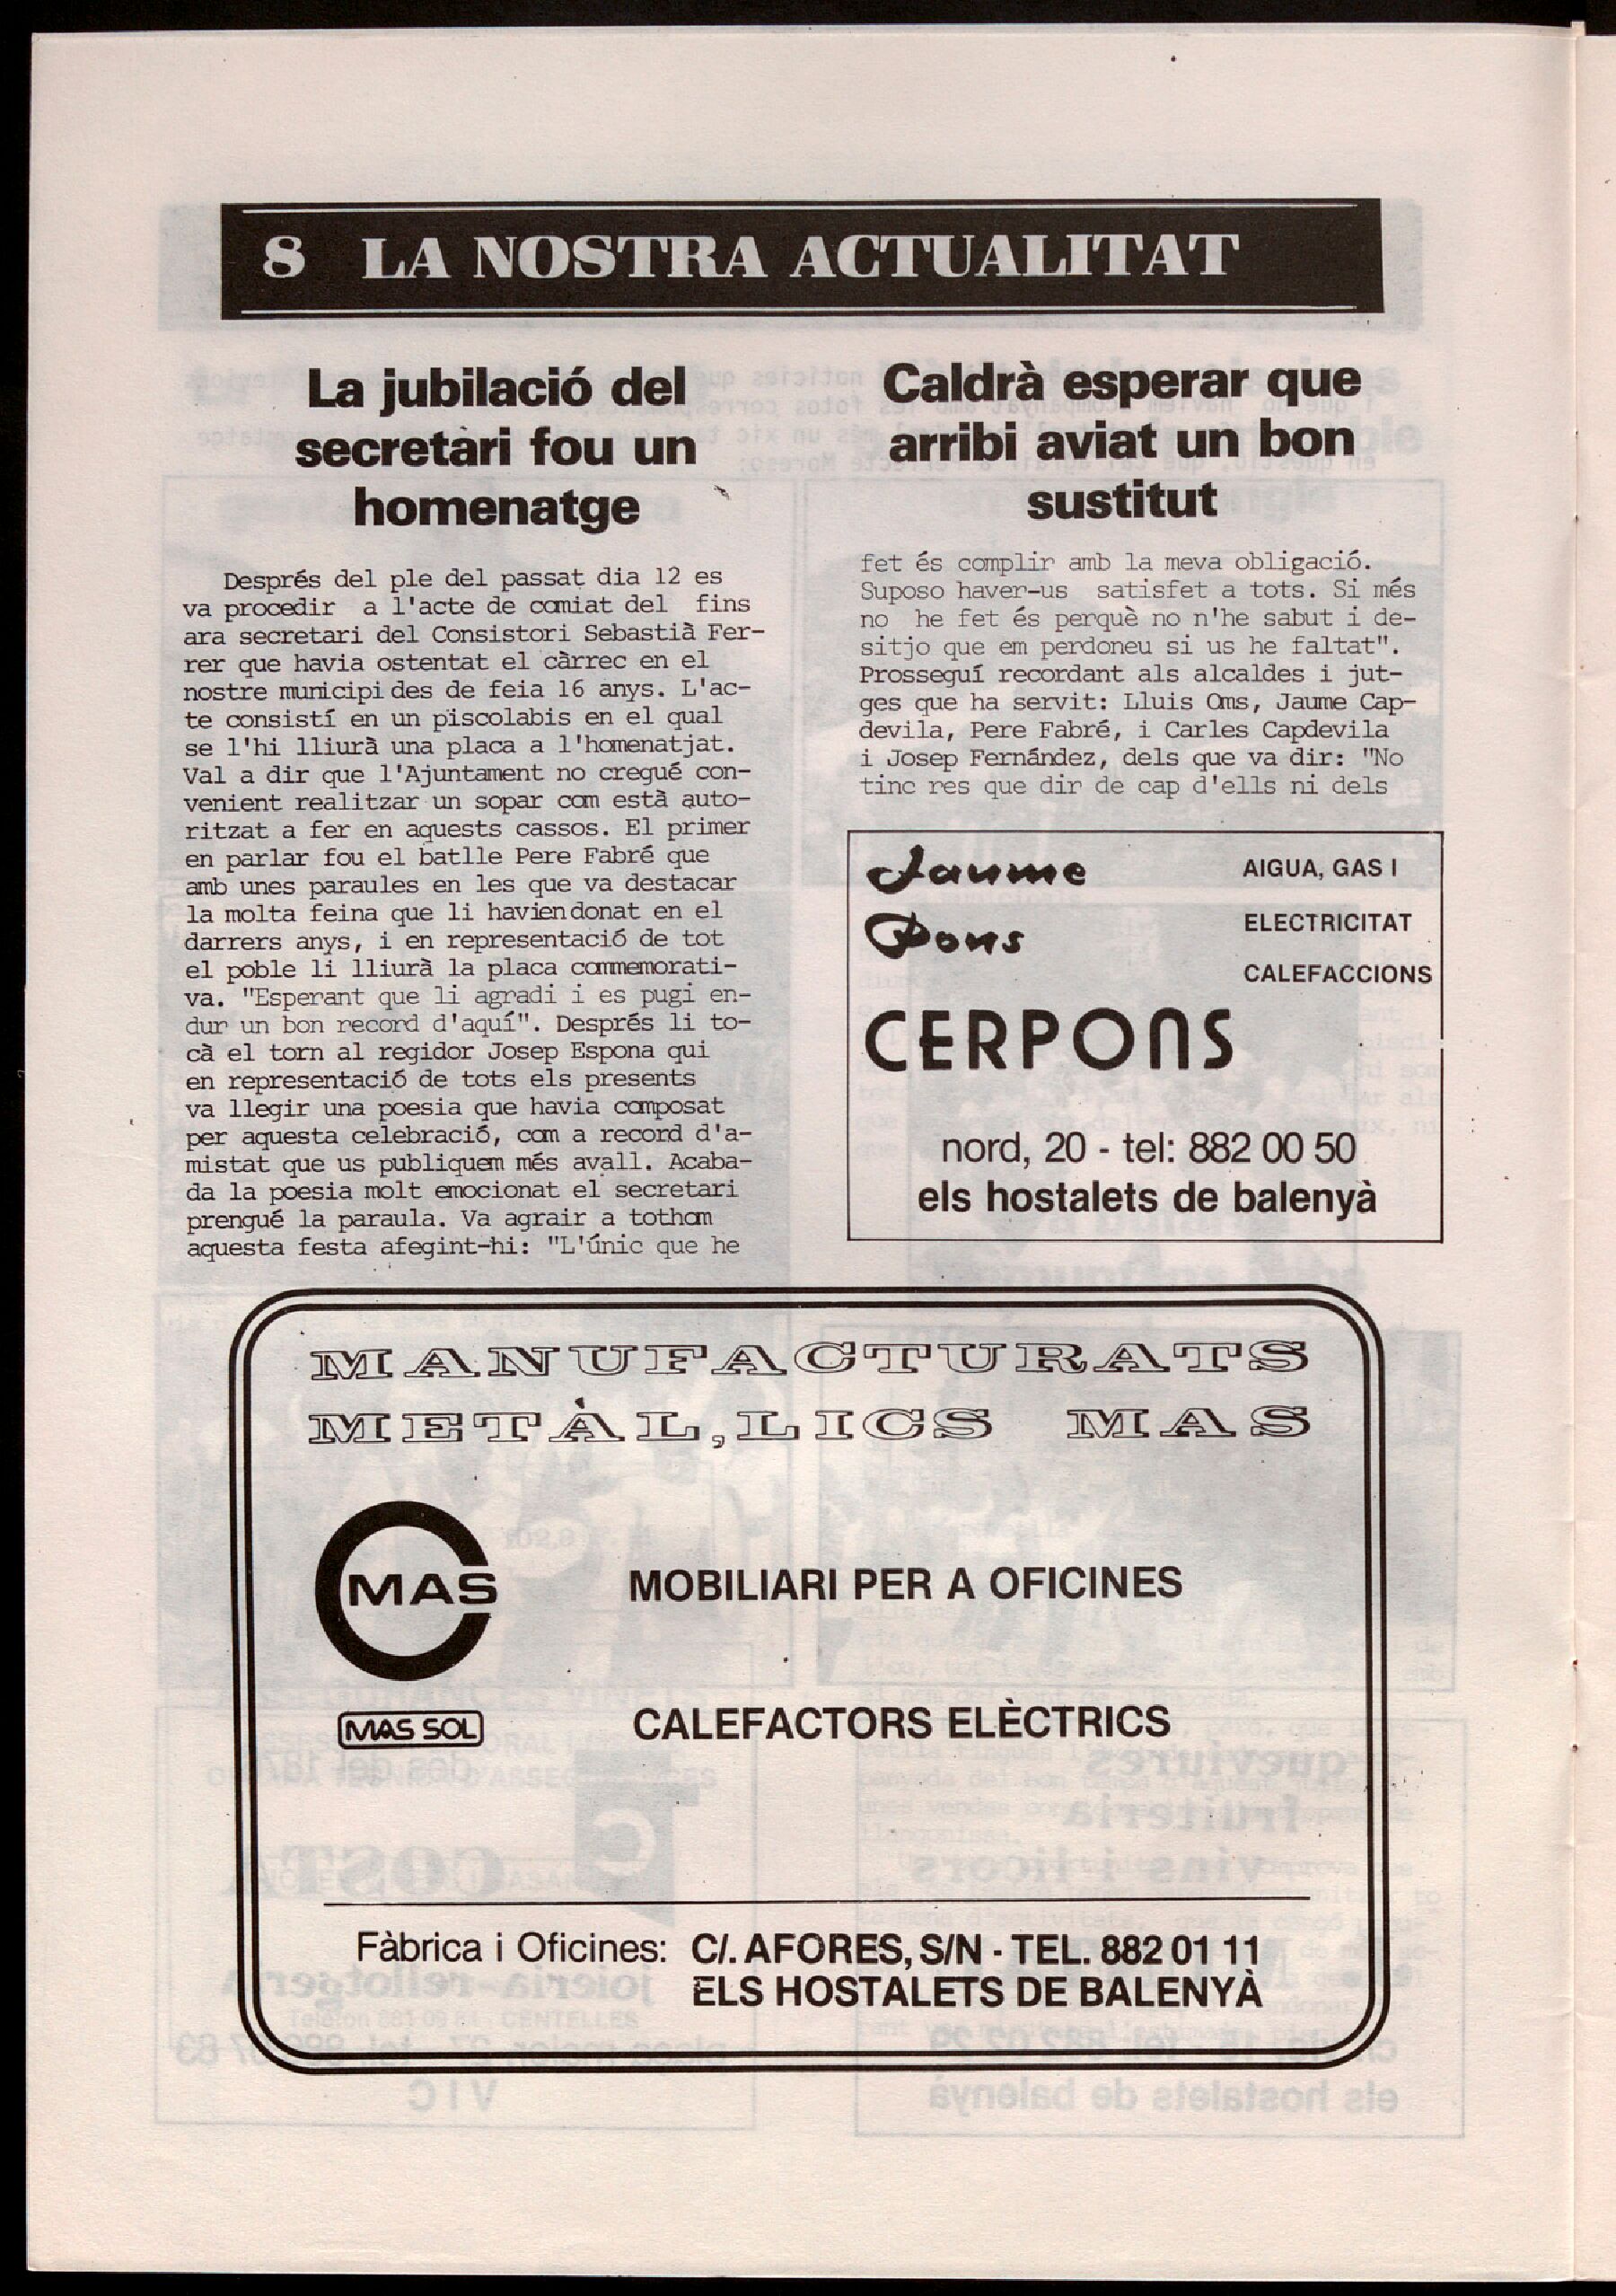 8 LA NOSTRA ACTUALITAT
La jubilació del
secretari fou un
homenatge
Després del ple del passat dia 12 es
va procedir a l'acte de comiat del fins
ara secretari del Consistori Sebastià Fer-
rer que havia ostentat el càrrec en el
nostre municipi des de feia 16 anys. L'ac-
te consistí en un piscolabis en el qual
se l'hi lliurà una placa a l'homenatjat.
Val a dir que l'Ajuntament no cregué con-
venient realitzar un sopar com està auto-
ritzat a fer en aquests cassos. El primer
en parlar fou el batlle Pere Fabré que
amb unes paraules en les que va destacar
la molta feina que li haviendonat en el
darrers anys, i en representació de tot
el poble li lliurà la placa commemorati-
va. "Esperant que li agradi i es pugi en-
dur un bon record d'aquí". Després li to-
cà el torn al regidor Josep Espona qui
en representació de tots els presents
va llegir una poesia que havia composat
per aquesta celebració, com a record d'a-
mistat que us publiquem més avall. Acaba-
da la poesia molt emocionat el secretari
prengué la paraula. Va agrair a tothom
aquesta festa afegint-hi: "L'únic que he
Caldrà esperar que
arribi aviat un bon
sustitut
fet és complir amb la meva obligació.
Suposo haver-us satisfet a tots. Si més
no he fet és perquè no n'he sabut i de-
sitjo que em perdoneu si us he faltat".
Prosseguí recordant als alcaldes i jut-
ges que ha servit: Lluis Oms, Jaume Cap-
devila, Pere Fabré, i Carles Capdevila
i Josep Fernández, dels que va dir: "No
tinc res que dir de cap d'ells ni dels
Jaume
Pons
AIGUA, GAS I
ELECTRICITAT
CALEFACCIONS
CERPONS
nord, 20 - tel: 882 00 50
els hostalets de balenyà
MANUFACTURATS
METÀL,LICS MAS
MAS
MOBILIARI PER A OFICINES
MAS SOL
CALEFACTORS ELÈCTRICS
Fàbrica i Oficines: C/. AFORES, S/N - TEL. 882 01 11
ELS HOSTALETS DE BALENYÀ